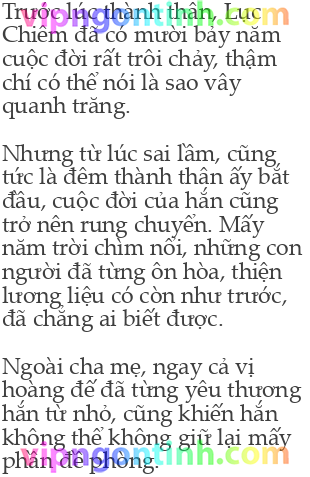 Trước lúc thành thân, Lục
Chiêm đã có mười bảy năm
cuộc đời rất trôi chảy, thậm
chí có thể nói là sao vây
quanh trăng.
Nhưng từ lúc sai lầm, cũng
tức là đêm thành thân ấy bắt
đầu, cuộc đời của hắn cũng
trở nên rung chuyển. Mấy
năm trời chìm nổi, những con
người đã từng ôn hòa, thiện
lương liệu có còn như trước,
đã chẳng ai biết được.
Ngoài cha mẹ, ngay cả vị
hoàng đế đã từng yêu thương
hắn từ nhỏ, cũng khiến hắn
không thể không giữ lại mấy
phần đề phòng.
vipngontinh.com
vipngontinh.com